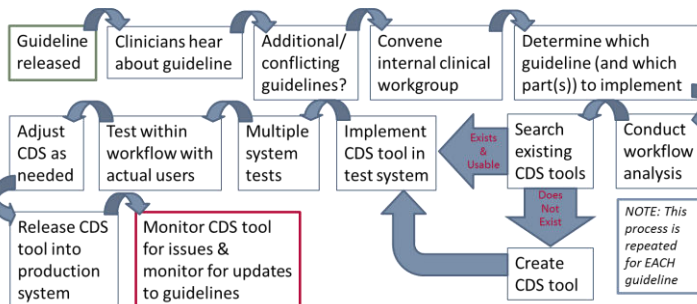 Guideline
released
Clinicians hear
about guideline
Additional/
conflicting
guidelines?
Convene
internal clinical
workgroup
Determine which
guideline (and which
part(s)) to implement
Conduct
workflow
analysis
Search
existing
CDS tools
Exists
&
Usable
Does
Not
Exist
Create
CDS tool
Implement
CDS tool in
test system
Multiple
system
tests
Test within
workflow with
actual users
Adjust
CDS as
needed
Release CDS
tool into
production
system
Monitor CDS tool
for issues &
monitor for updates
to guidelines
NOTE: This
process is
repeated
for EACH
guideline